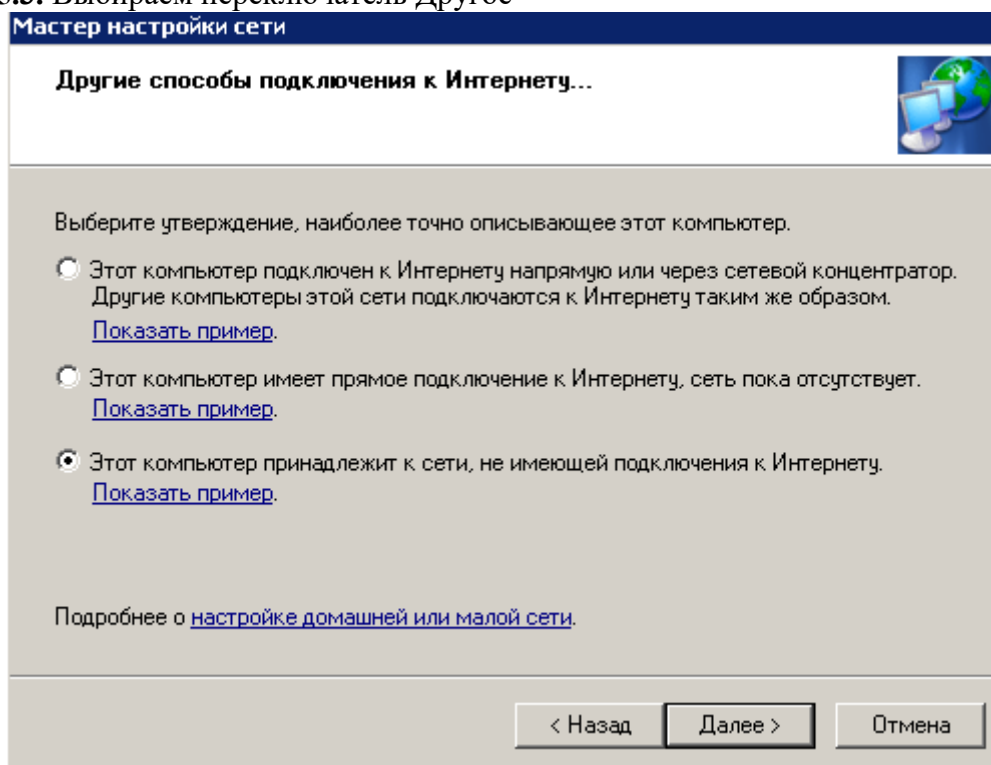 Выбираем переключатель Другое
Мастер настройки сети
Другие способы подключения к Интернету...
Выберите утверждение, наиболее точно описывающее этот компьютер.
Этот компьютер подключен к Интернету напрямую или через сетевой концентратор.
Другие компьютеры этой сети подключаются к Интернету таким же образом.
Показать пример.
Этот компьютер имеет прямое подключение к Интернету, сеть пока отсутствует.
Показать пример.
Этот компьютер принадлежит к сети, не имеющей подключения к Интернету.
Показать пример.
Подробнее о настройке домашней или малой сети.
< Назад
Далее >
Отмена